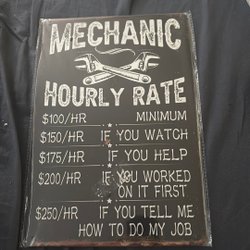 MECHANIC
HOURLY RATE
$100/HR MINIMUM
$150/HR IF YOU WATCH
$175/HR IF YOU HELP
$200/HR IF YOU WORKED
ON IT FIRST
$250/HR IF YOU TELL ME
HOW TO DO MY JOB